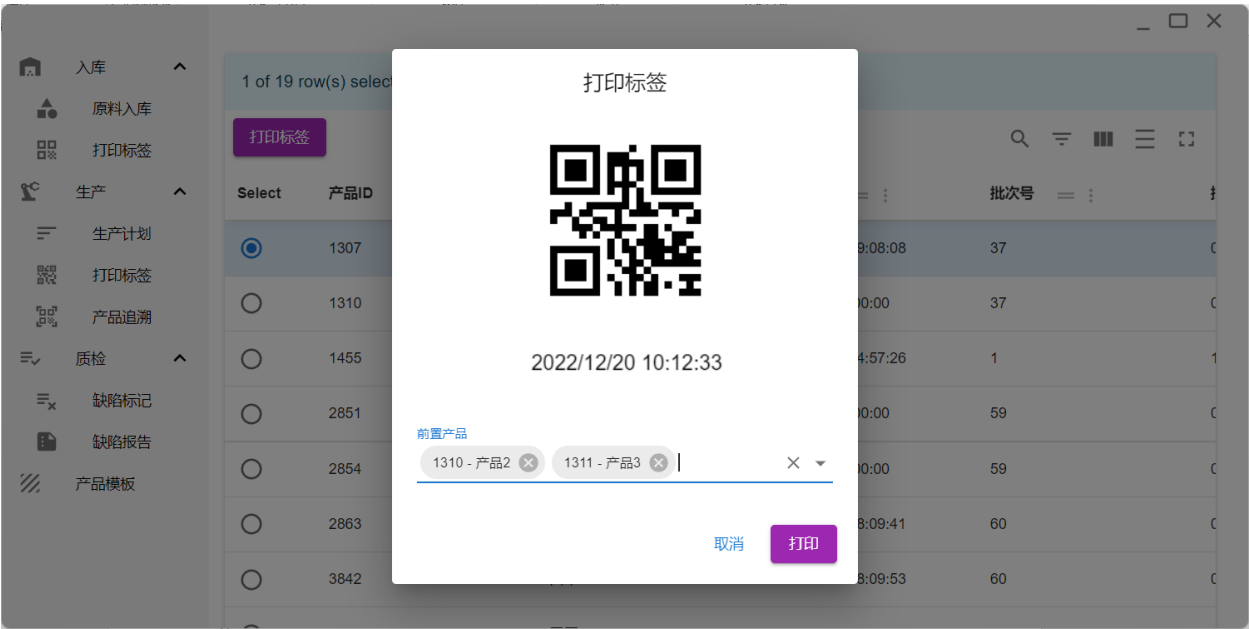 入库
原料入库
打印标签
生产
生产计划
打印标签
产品追溯
质检
缺陷标记
缺陷报告
产品模板
1 of 19 row(s) select
打印标签
Select 产品ID 批次号
1307 9:08:08 37
1310 00:00 37
1455 4:57:26 1
2851 00:00 59
2854 00:00 59
2863 8:09:41 60
3842 8:09:53 60
打印标签
2022/12/20 10:12:33
前置产品
1310 - 产品2 1311 - 产品3
取消 打印